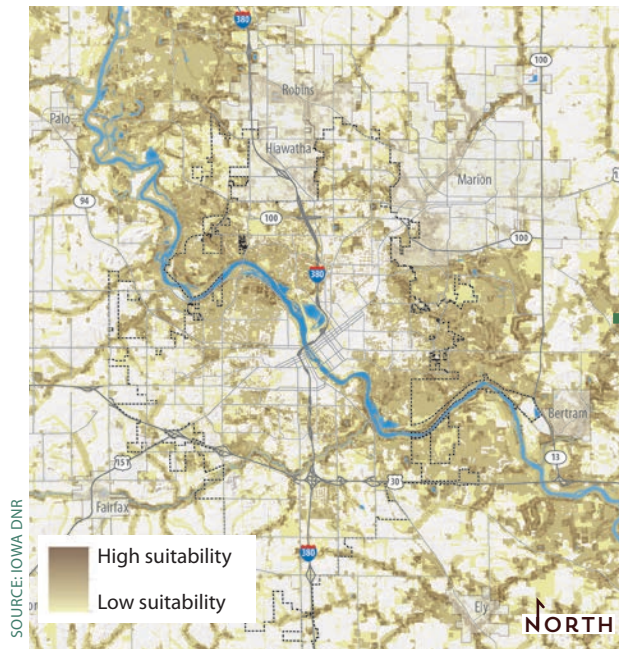 380
100
Robins
Palo
Hiawatha
Marion
94
100
100
380
Bertram
13
151
30
Fairfax
SOURCE: IOWA DNR
High suitability
Low suitability
380
Ely
NORTH